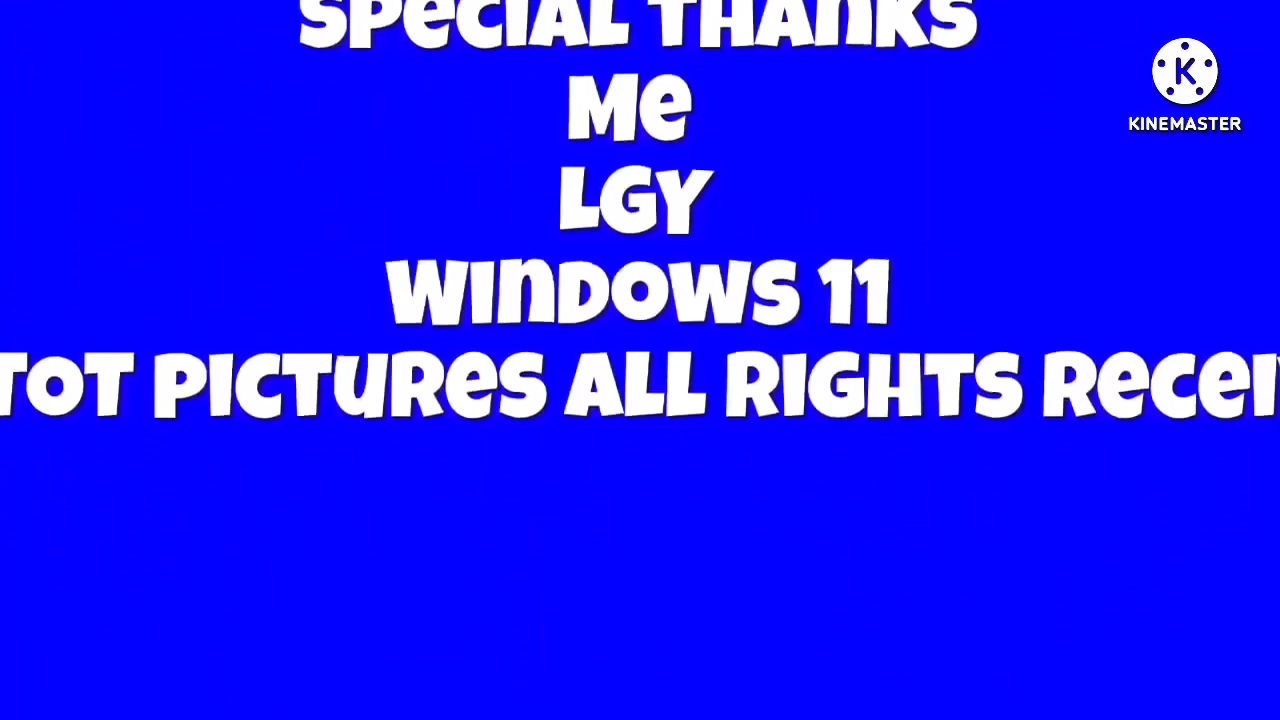 SPECIAL THANKS
Me
LGY
WINDOWS 11
TOT PICTURES ALL RIGHTS
K
KINEMASTER